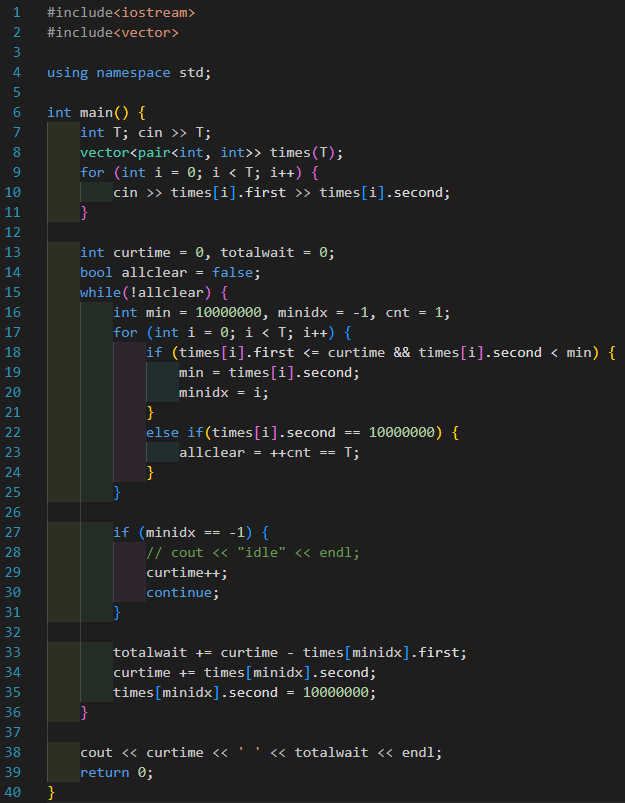 1 #include<iostream>
2 #include<vector>
3
4 using namespace std;
5
6 int main() {
7     int T; cin >> T;
8     vector<pair<int, int>> times(T);
9     for (int i = 0; i < T; i++) {
10         cin >> times[i].first >> times[i].second;
11     }
12
13     int curtime = 0, totalwait = 0;
14     bool allclear = false;
15     while(!allclear) {
16         int min = 10000000, minidx = -1, cnt = 1;
17         for (int i = 0; i < T; i++) {
18             if (times[i].first <= curtime && times[i].second < min) {
19                 min = times[i].second;
20                 minidx = i;
21             }
22             else if(times[i].second == 10000000) {
23                 allclear = ++cnt == T;
24             }
25         }
26
27         if (minidx == -1) {
28             // cout << "idle" << endl;
29             curtime++;
30             continue;
31         }
32
33         totalwait += curtime - times[minidx].first;
34         curtime += times[minidx].second;
35         times[minidx].second = 10000000;
36     }
37
38     cout << curtime << ' ' << totalwait << endl;
39     return 0;
40 }